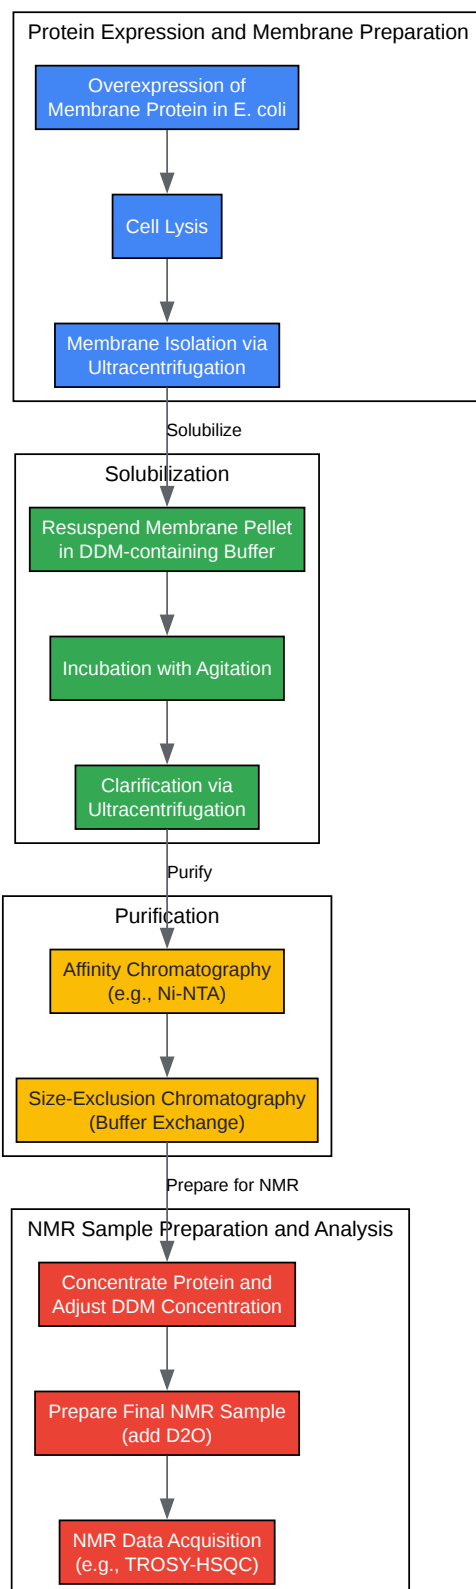 Protein Expression and Membrane Preparation
Overexpression of
Membrane Protein in E. coli
Cell Lysis
Membrane Isolation via
Ultracentrifugation
Solubilize
Solubilization
Resuspend Membrane Pellet
in DDM-containing Buffer
Incubation with Agitation
Clarification via
Ultracentrifugation
Purify
Purification
Affinity Chromatography
(e.g., Ni-NTA)
Size-Exclusion Chromatography
(Buffer Exchange)
Prepare for NMR
NMR Sample Preparation and Analysis
Concentrate Protein and
Adjust DDM Concentration
Prepare Final NMR Sample
(add D2O)
NMR Data Acquisition
(e.g., TROSY-HSQC)